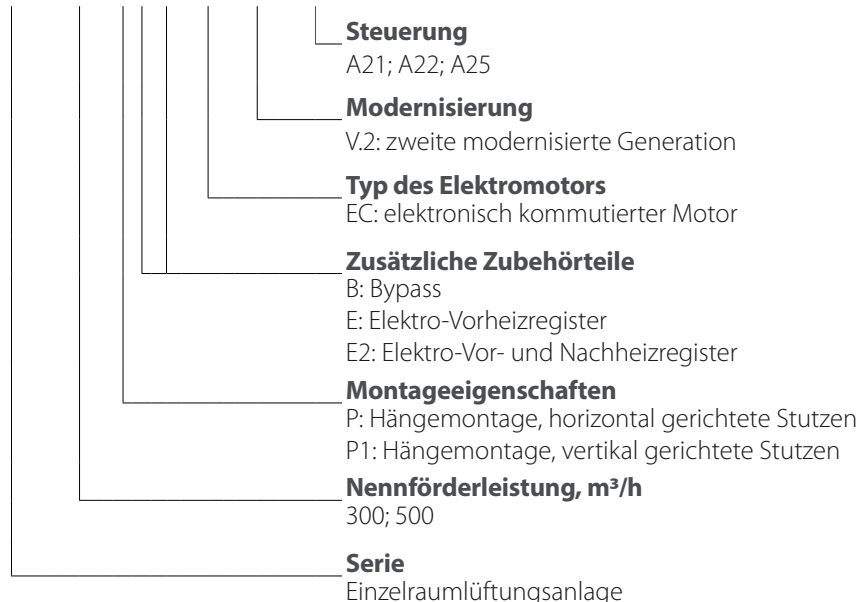 Steuerung
A21; A22; A25
Modernisierung
V.2: zweite modernisierte Generation
Typ des Elektromotors
EC: elektronisch kommutierter Motor
Zusätzliche Zubehörteile
B: Bypass
E: Elektro-Vorheizregister
E2: Elektro-Vor- und Nachheizregister
Montageeigenschaften
P: Hängemontage, horizontal gerichtete Stutzen
P1: Hängemontage, vertikal gerichtete Stutzen
Nennförderleistung, m³/h
300; 500
Serie
Einzelraumlüftungsanlage